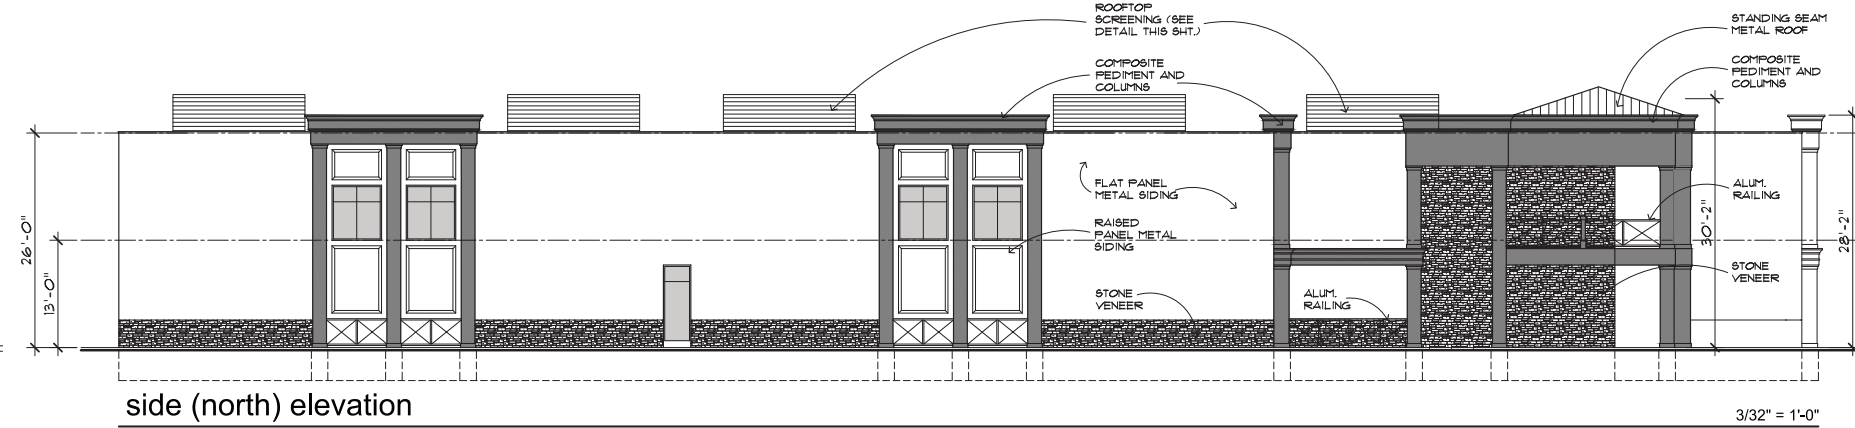 ROOFTOP
SCREENING (SEE
DETAIL THIS SHT.)
STANDING SEAM
METAL ROOF
COMPOSITE
PEDIMENT AND
COLUMNS
COMPOSITE
PEDIMENT AND
COLUMNS
FLAT PANEL
METAL SIDING
ALUM.
RAILING
RAISED
PANEL METAL
SIDING
26'-0"
13'-0"
30'-2"
28'-2"
STONE
VENEER
STONE
VENEER
ALUM.
RAILING
side (north) elevation
3/32" = 1'-0"